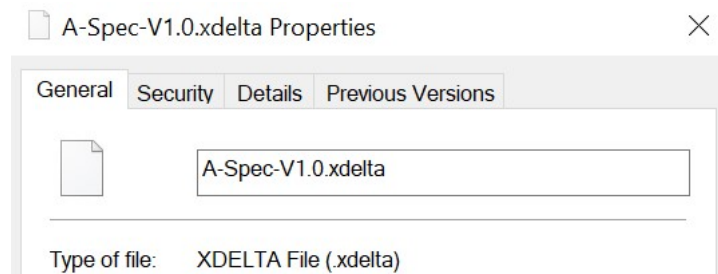 A-Spec-V1.0.xdelta Properties
General Security Details Previous Versions
A-Spec-V1.0.xdelta
Type of file: XDELTA File (.xdelta)